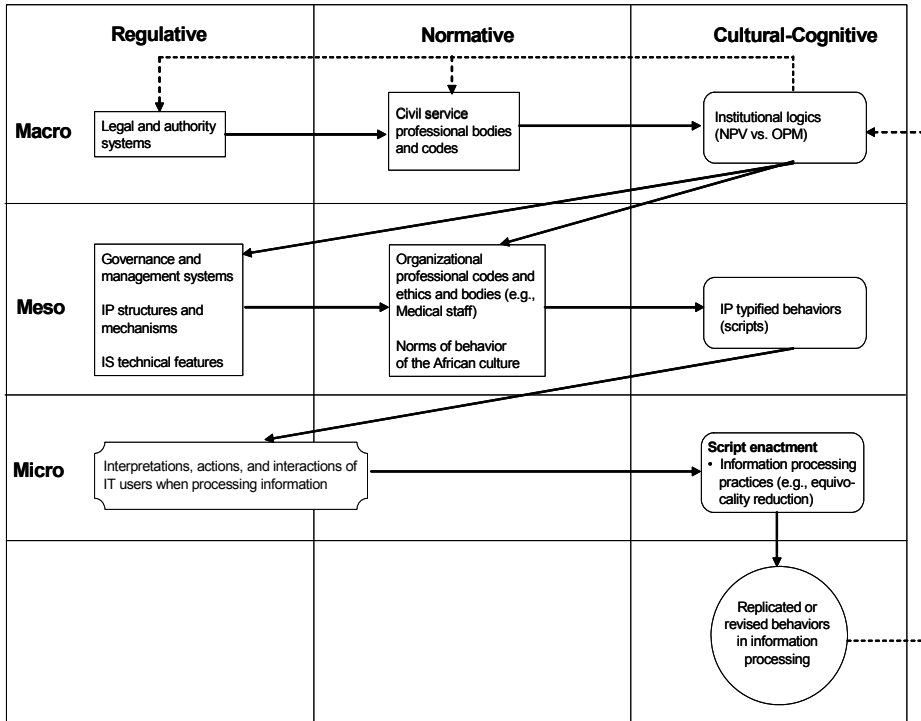 Regulative
Normative
Cultural-Cognitive
Macro
Legal and authority
systems
Civil service
professional bodies
and codes
Institutional logics
(NPV vs. OPM)
Meso
Governance and
management systems
IP structures and
mechanisms
IS technical features
Organizational
professional codes and
ethics and bodies (e.g.,
Medical staff)
Norms of behavior
of the African culture
IP typified behaviors
(scripts)
Micro
Interpretations, actions, and interactions of
IT users when processing information
Script enactment
• Information processing
practices (e.g., equivo-
cality reduction)
Replicated or
revised behaviors
in information
processing